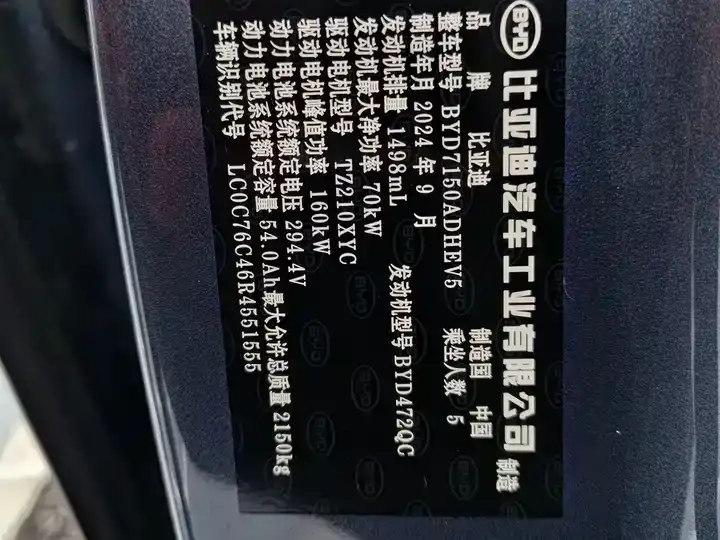 BYD 比亚迪汽车工业有限公司 制造
品牌 比亚迪 制造国 中国
整车型号 BYD7150ADHEV5 乘坐人数 5
制造年月 2024 年 9 月
发动机排量 1498mL 发动机型号 BYD472QC
发动机最大净功率 70kW
驱动电机型号 TZ210XYC
驱动电机峰值功率 160kW
动力电池系统额定电压 294.4V
动力电池系统额定容量 54.0Ah 最大允许总质量 2150kg
车辆识别代号 LC0C76C46R4551555